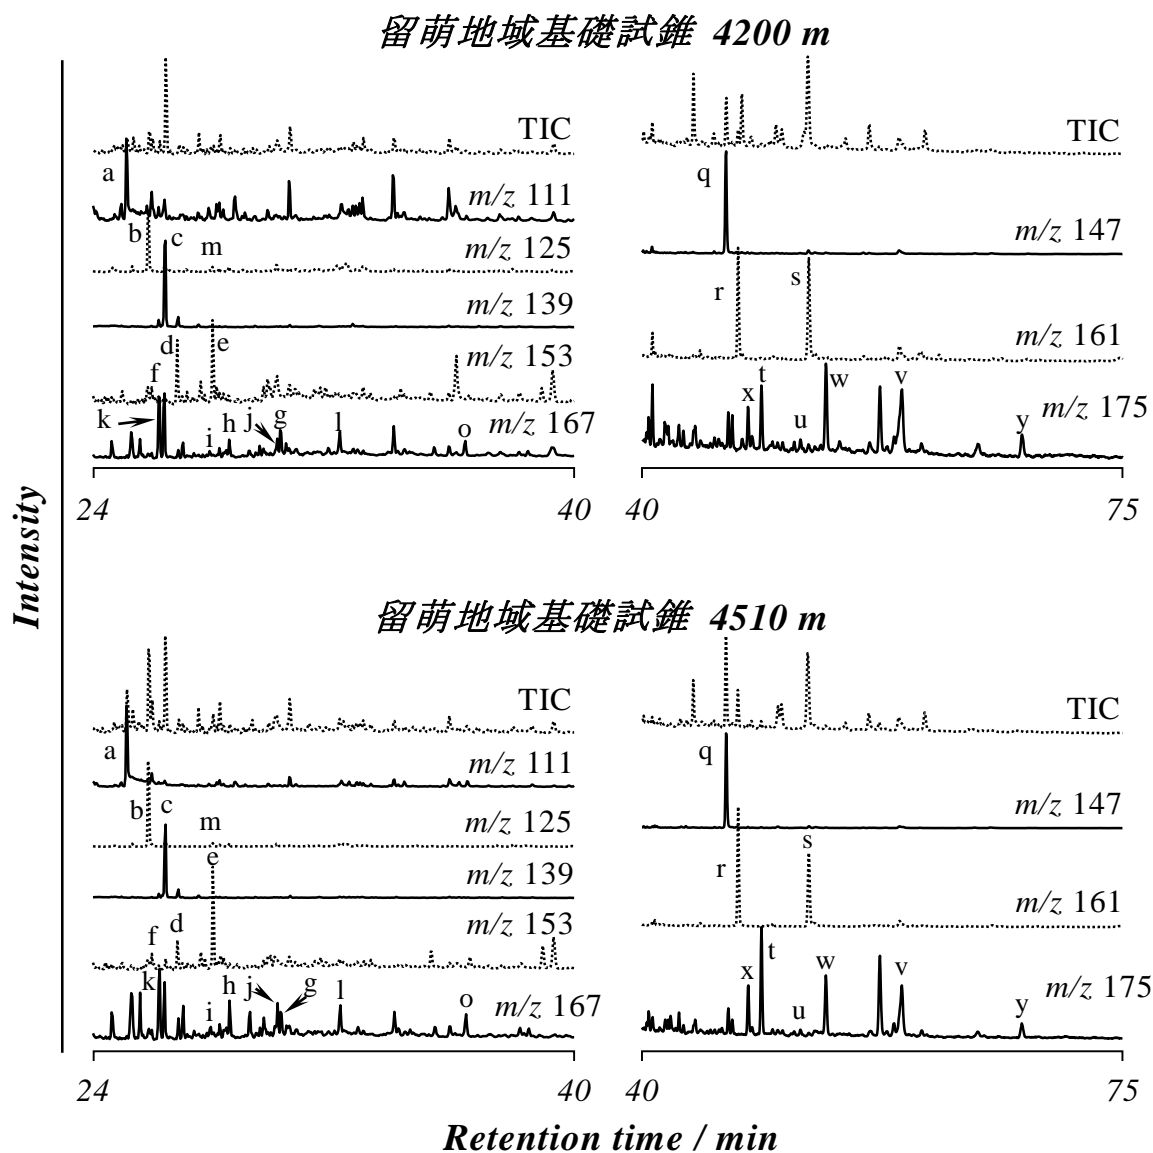 留萌地域基礎試錐 4200 m
TIC
a
m/z 111
b
c
m
m/z 125
m/z 139
d
e
f
m/z 153
k
i
h
j
g
l
o
m/z 167
24
40
TIC
q
m/z 147
r
s
m/z 161
x
t
u
w
v
y
m/z 175
40
75
Intensity
留萌地域基礎試錐 4510 m
TIC
a
m/z 111
b
c
m
m/z 125
e
m/z 139
f
d
m/z 153
k
i
h
j
g
l
o
m/z 167
24
40
TIC
q
m/z 147
r
s
m/z 161
x
t
u
w
v
y
m/z 175
40
75
Retention time / min